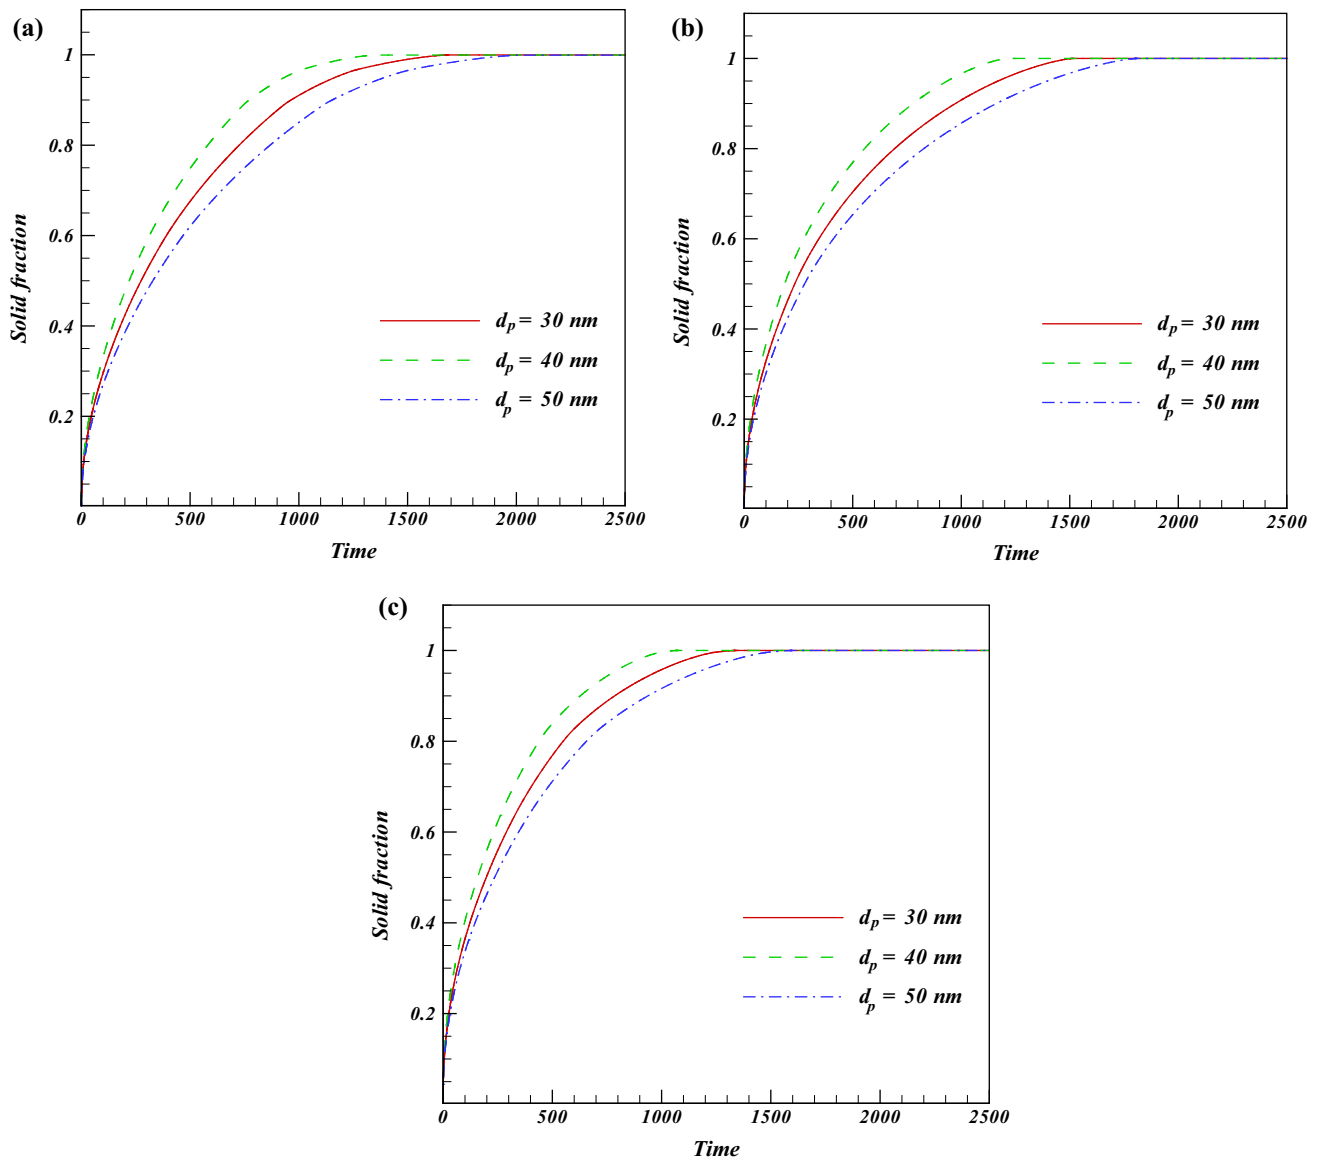 (a)
1
0.8
0.6
0.4
0.2
Solid fraction
0 500 1000 1500 2000 2500
Time
d_p = 30 nm
d_p = 40 nm
d_p = 50 nm
(b)
1
0.8
0.6
0.4
0.2
Solid fraction
0 500 1000 1500 2000 2500
Time
d_p = 30 nm
d_p = 40 nm
d_p = 50 nm
(c)
1
0.8
0.6
0.4
0.2
Solid fraction
0 500 1000 1500 2000 2500
Time
d_p = 30 nm
d_p = 40 nm
d_p = 50 nm